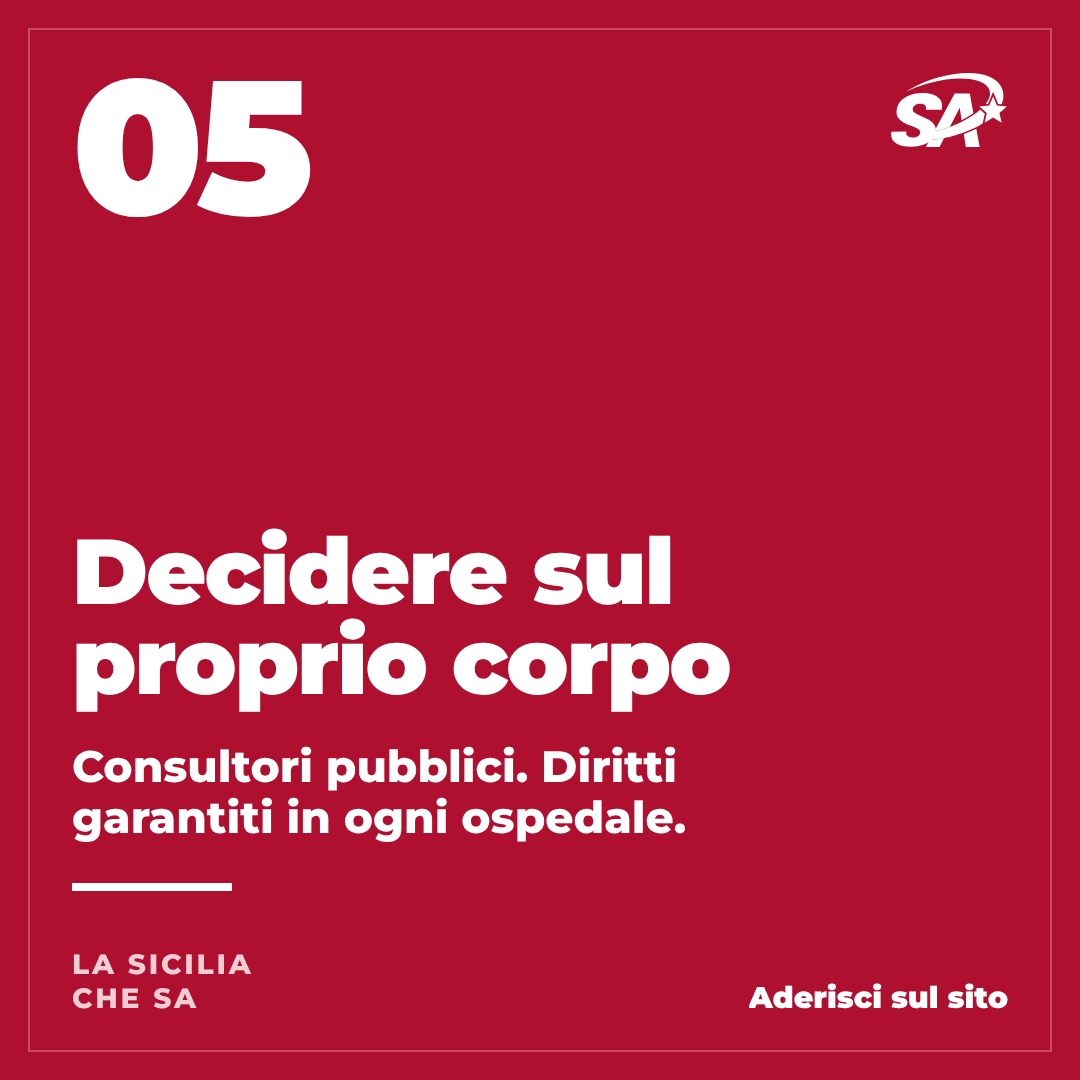 05
SA
Decidere sul
proprio corpo
Consultori pubblici. Diritti
garantiti in ogni ospedale.
LA SICILIA
CHE SA
Aderisci sul sito